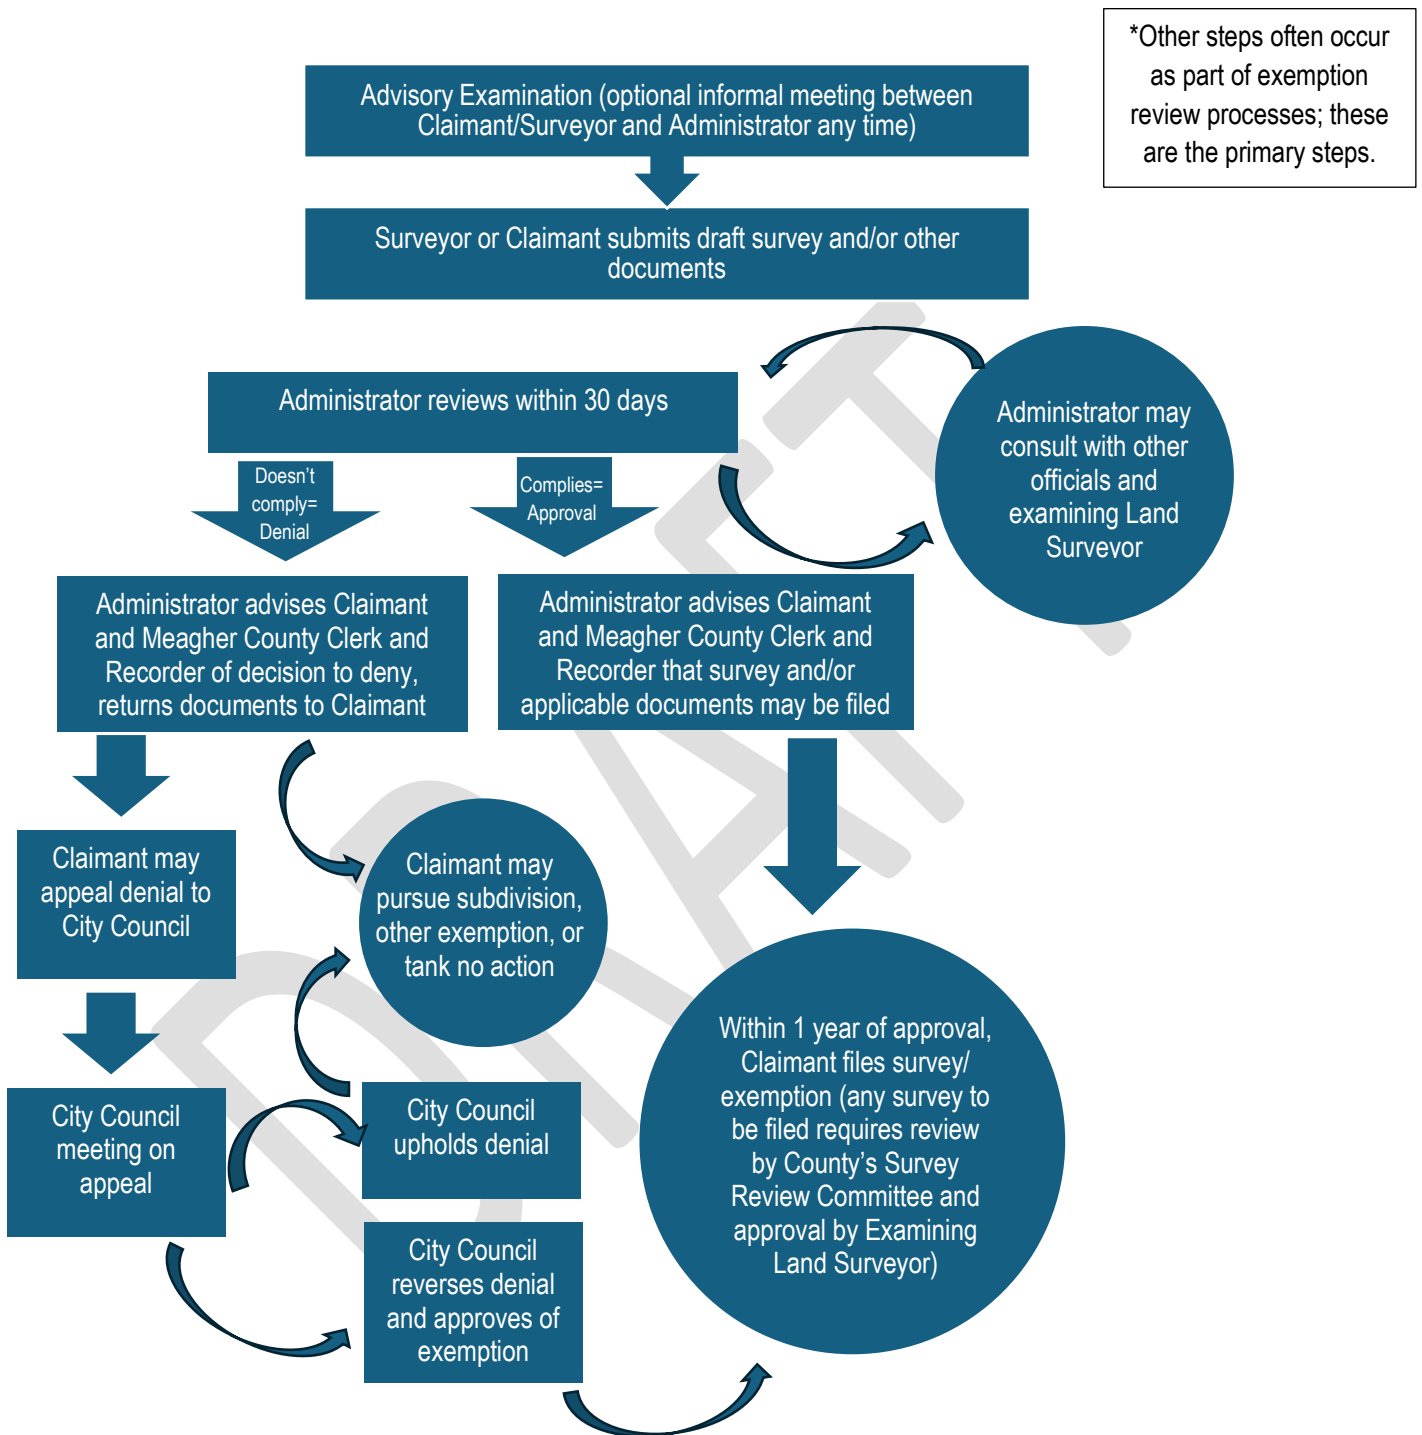 *Other steps often occur
as part of exemption
review processes; these
are the primary steps.
Advisory Examination (optional informal meeting between
Claimant/Surveyor and Administrator any time)
Surveyor or Claimant submits draft survey and/or other
documents
Administrator reviews within 30 days
Administrator may
consult with other
officials and
examining Land
Surveyor
Doesn't
comply=
Denial
Complies=
Approval
Administrator advises Claimant
and Meagher County Clerk and
Recorder of decision to deny,
returns documents to Claimant
Administrator advises Claimant
and Meagher County Clerk and
Recorder that survey and/or
applicable documents may be filed
Claimant may
appeal denial to
City Council
Claimant may
pursue subdivision,
other exemption, or
tank no action
City Council
meeting on
appeal
City Council
upholds denial
City Council
reverses denial
and approves of
exemption
Within 1 year of approval,
Claimant files survey/
exemption (any survey to
be filed requires review
by County's Survey
Review Committee and
approval by Examining
Land Surveyor)
DRAFT